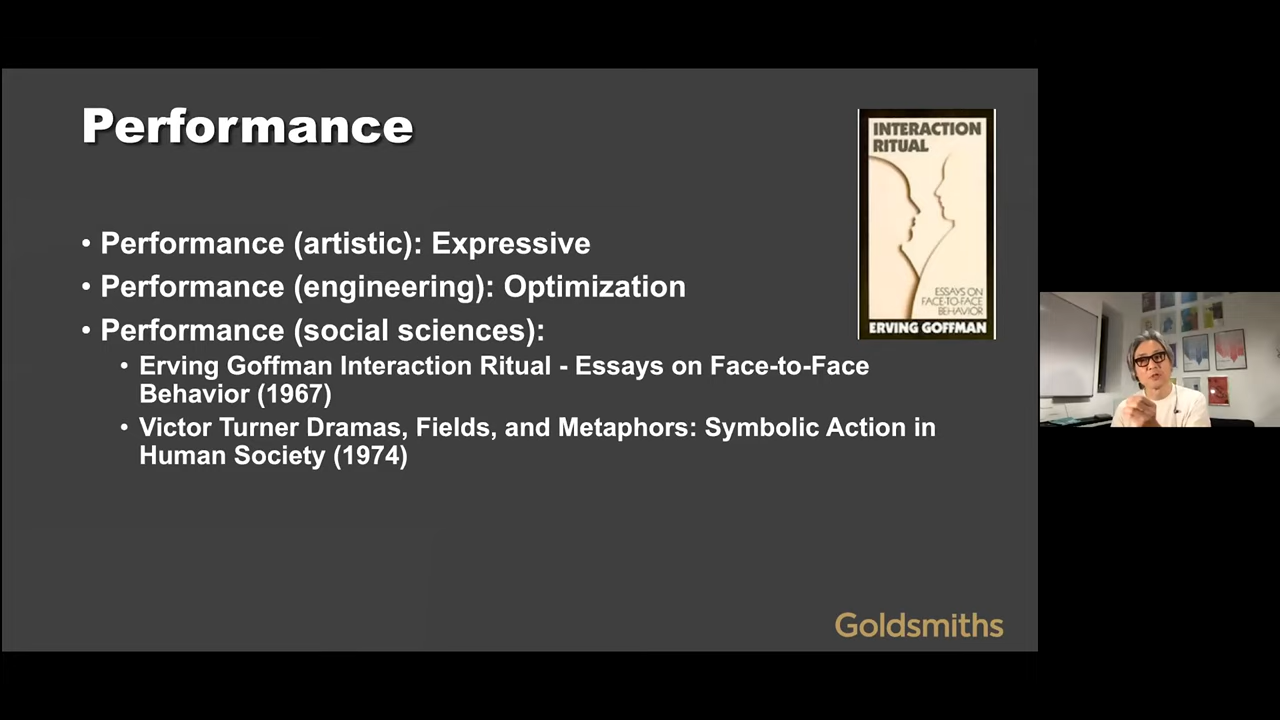 Performance
INTERACTION
RITUAL
• Performance (artistic): Expressive
• Performance (engineering): Optimization
• Performance (social sciences):
• Erving Goffman Interaction Ritual - Essays on Face-to-Face
Behavior (1967)
• Victor Turner Dramas, Fields, and Metaphors: Symbolic Action in
Human Society (1974)
ESSAYS ON
FACE-TO-FACE
BEHAVIOR
ERVING GOFFMAN
Goldsmiths